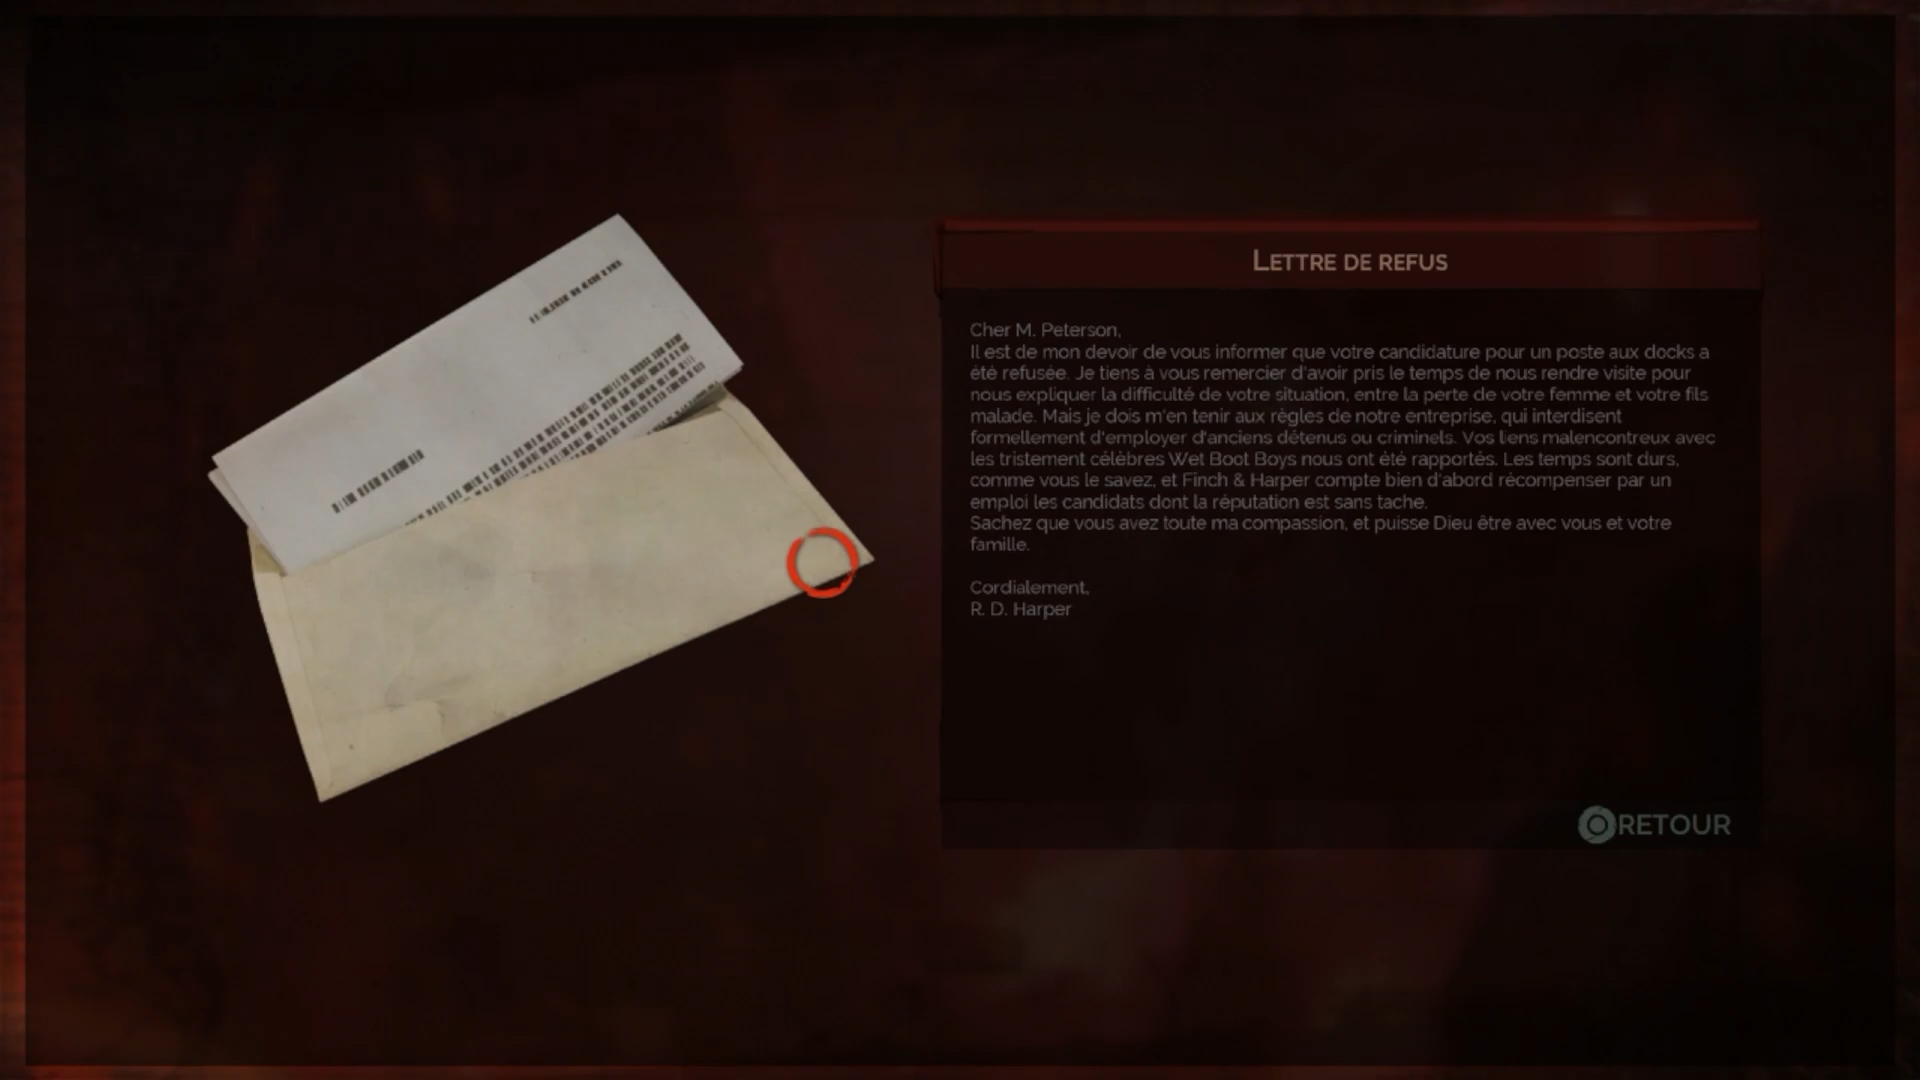 LETTRE DE REFUS
Cher M. Peterson,
Il est de mon devoir de vous informer que votre candidature pour un poste aux docks a
été refusée. Je tiens à vous remercier d'avoir pris le temps de nous rendre visite pour
nous expliquer la difficulté de votre situation, entre la perte de votre femme et votre fils
malade. Mais je dois m'en tenir aux règles de notre entreprise, qui interdisent
formellement d'employer d'anciens détenus ou criminels. Vos liens malencontreux avec
les tristement célèbres Wet Boot Boys nous ont été rapportés. Les temps sont durs,
comme vous le savez, et Finch & Harper compte bien d'abord récompenser par un
emploi les candidats dont la réputation est sans tache.
Sachez que vous avez toute ma compassion, et puisse Dieu être avec vous et votre
famille.
Cordialement,
R. D. Harper
RETOUR